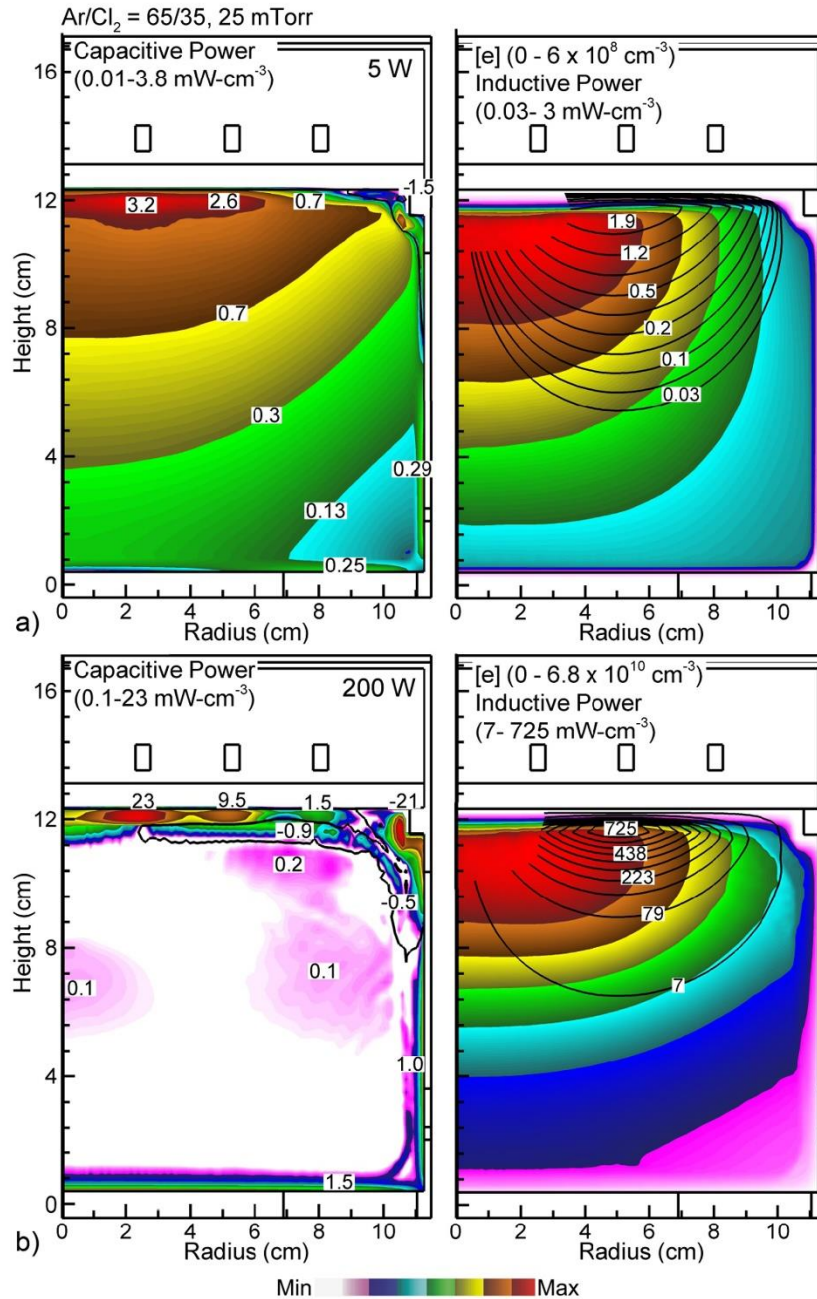 Ar/Cl₂ = 65/35, 25 mTorr
Capacitive Power
(0.01-3.8 mW-cm⁻³)
5 W
16
12
8
4
0
Height (cm)
3.2
2.6
0.7
-1.5
0.7
0.3
0.29
0.13
0.25
0 2 4 6 8 10
Radius (cm)
a)
[e] (0 - 6 x 10⁸ cm⁻³)
Inductive Power
(0.03- 3 mW-cm⁻³)
1.9
1.2
0.5
0.2
0.1
0.03
0 2 4 6 8 10
Radius (cm)
Capacitive Power
(0.1-23 mW-cm⁻³)
200 W
16
12
8
4
0
Height (cm)
23
9.5
1.5
-21
-0.9
0.2
-0.5
0.1
0.1
1.0
1.5
0 2 4 6 8 10
Radius (cm)
b)
[e] (0 - 6.8 x 10¹⁰ cm⁻³)
Inductive Power
(7- 725 mW-cm⁻³)
725
438
223
79
7
0 2 4 6 8 10
Radius (cm)
Min Max